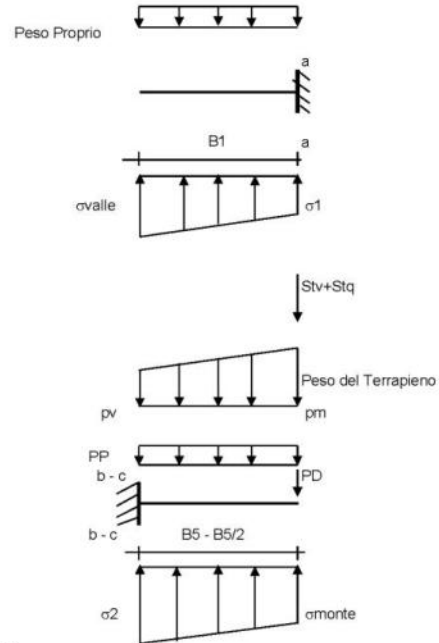 Peso Proprio
a
B1
a
σvalle
σ1
Stv+Stq
Peso del Terrapieno
pv
pm
PP
b - c
PD
b - c
B5 - B5/2
σ2
σmonte